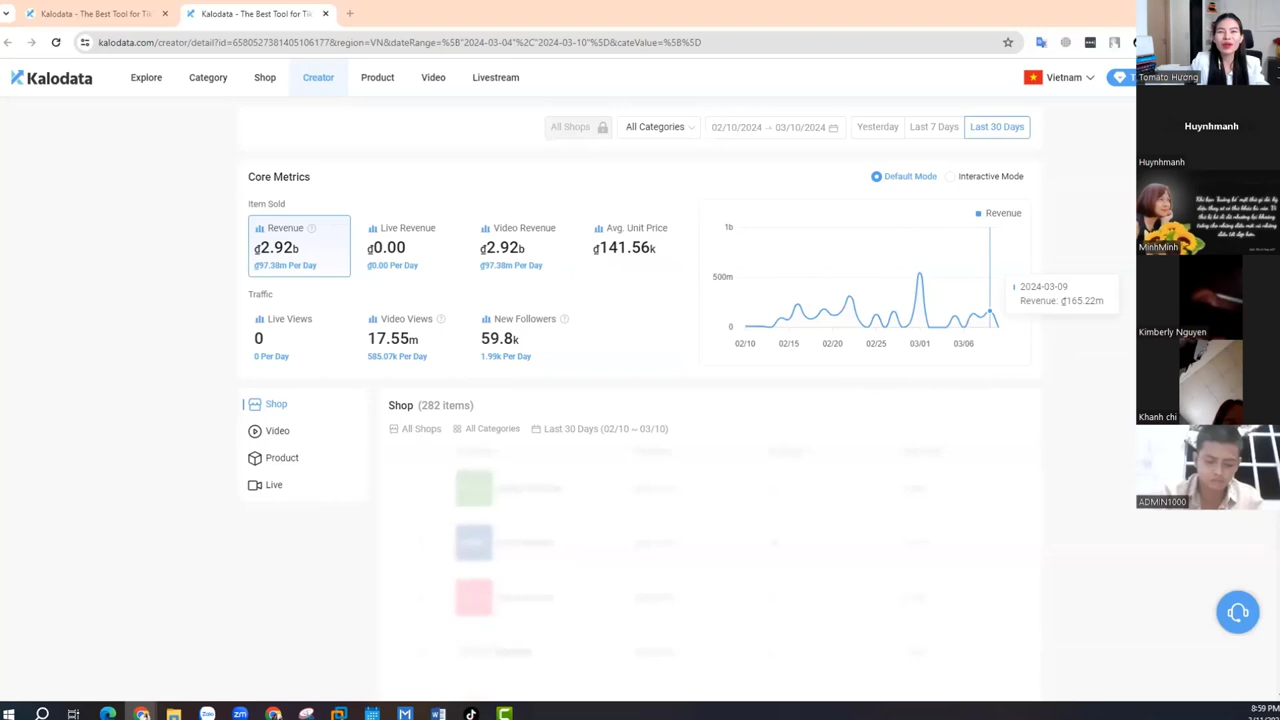 Kalodata - The Best Tool for Tik
Kalodata - The Best Tool for Tik
kalodata.com/creator/detail?id=6580527381405106177&region=VN&dateRange=%5B"2024-03-04"%2C"2024-03-10"%5D&cateValue=%5B%5D
Kalodata
Explore
Category
Shop
Creator
Product
Video
Livestream
Vietnam
Tomato Hương
All Shops
All Categories
02/10/2024 → 03/10/2024
Yesterday
Last 7 Days
Last 30 Days
Huynhmanh
Huynhmanh
Core Metrics
Default Mode
Interactive Mode
Item Sold
Revenue
₫2.92b
₫97.38m Per Day
Live Revenue
₫0.00
₫0.00 Per Day
Video Revenue
₫2.92b
₫97.38m Per Day
Avg. Unit Price
₫141.56k
Traffic
Live Views
0
0 Per Day
Video Views
17.55m
585.07k Per Day
New Followers
59.8k
1.99k Per Day
Revenue
1b
500m
0
02/10
02/15
02/20
02/25
03/01
03/06
2024-03-09
Revenue: ₫165.22m
MinhMinh
Kimberly Nguyen
Khanh chi
ADMIN1000
Shop
Video
Product
Live
Shop (282 items)
All Shops
All Categories
Last 30 Days (02/10 ~ 03/10)
8:59 PM